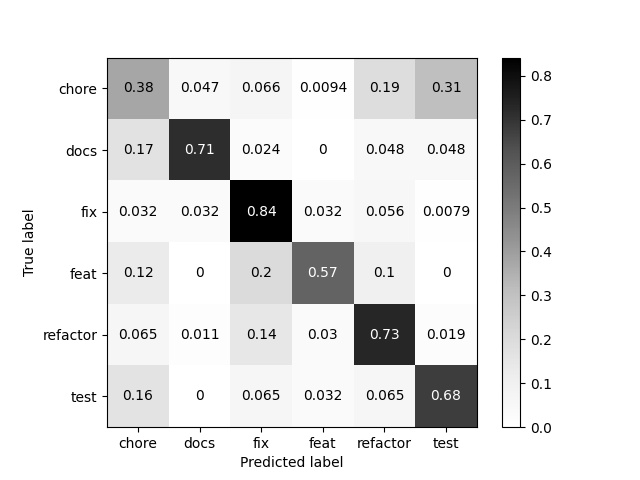 chore 0.38 0.047 0.066 0.0094 0.19 0.31
docs 0.17 0.71 0.024 0 0.048 0.048
fix 0.032 0.032 0.84 0.032 0.056 0.0079
feat 0.12 0 0.2 0.57 0.1 0
refactor 0.065 0.011 0.14 0.03 0.73 0.019
test 0.16 0 0.065 0.032 0.065 0.68
chore docs fix feat refactor test
Predicted label
True label
0.8
0.7
0.6
0.5
0.4
0.3
0.2
0.1
0.0